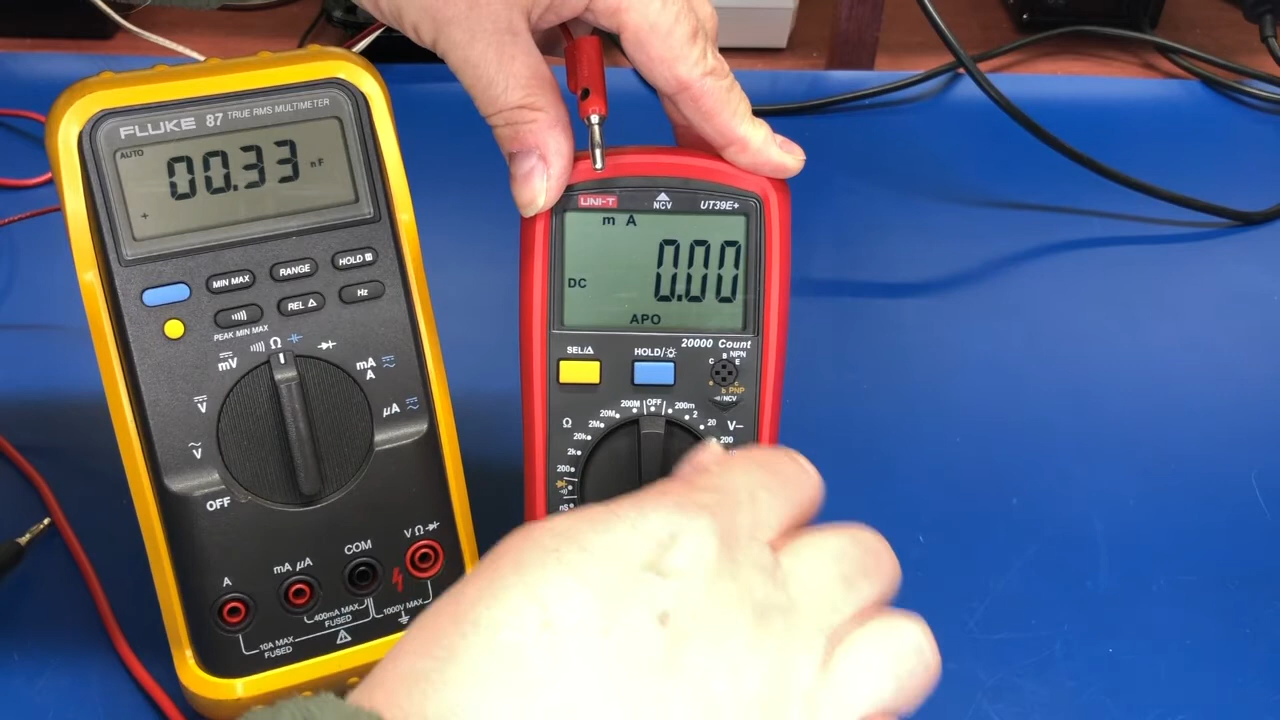 FLUKE 87 TRUE RMS MULTIMETER
AUTO
00.33 nF
+
MIN MAX
RANGE
HOLD
REL Δ
Hz
PEAK MIN MAX
mV
Ω
mA
A
V
µA
V
OFF
A
mA µA
COM
V Ω
400mA MAX
FUSED
1000V MAX
10A MAX
FUSED
UNI-T
NCV
UT39E+
m A
DC
0.00
APO
20000 Count
SEL/Δ
HOLD/
NPN
C B E
e b c
PNP
/NCV
200M
OFF
200m
20M
2
Ω
2M
20
V
20k
200
2k
200
nS